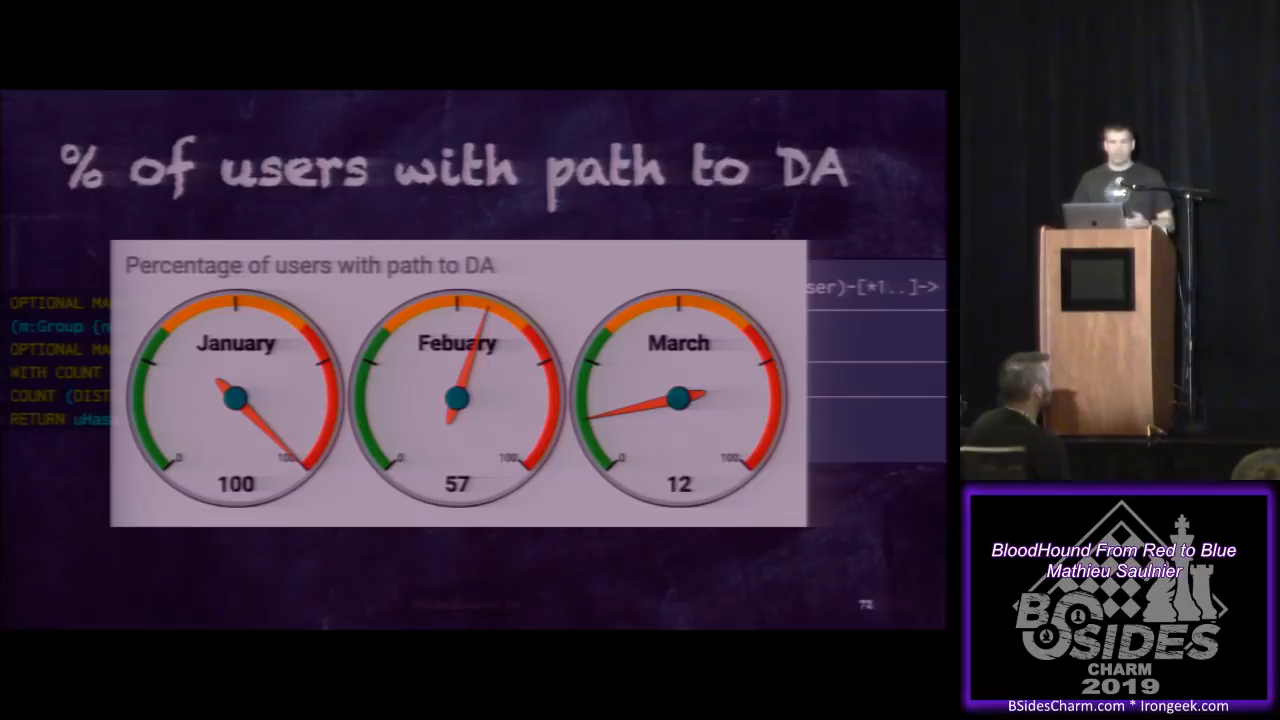 % of users with path to DA
Percentage of users with path to DA
OPTIONAL MA
ser)-[*1..]->
(m:Group {n
OPTIONAL MA
WITH COUNT
COUNT (DIST
RETURN uHas
January
Febuary
March
0
100
0
100
0
100
100
57
12
72
BloodHound From Red to Blue
Mathieu Saulnier
BSIDES
CHARM
2019
BSidesCharm.com * Irongeek.com